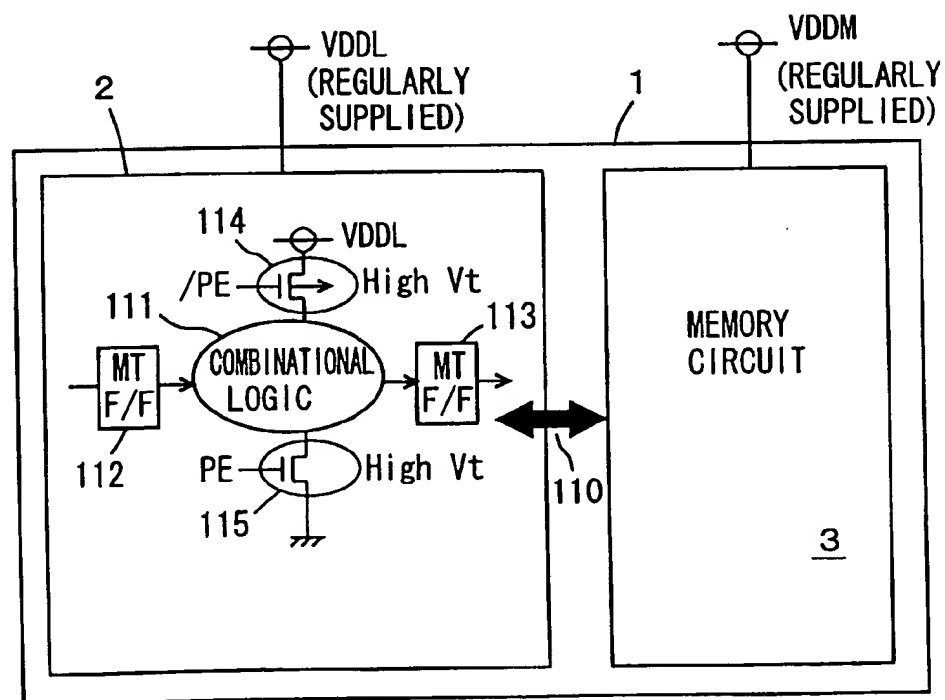 VDDL
(REGULARLY
SUPPLIED)
VDDM
(REGULARLY
SUPPLIED)
2
1
114
VDDL
/PE
High Vt
111
113
MT
F/F
COMBINATIONAL
LOGIC
MT
F/F
MEMORY
CIRCUIT
112
PE
High Vt
110
115
3